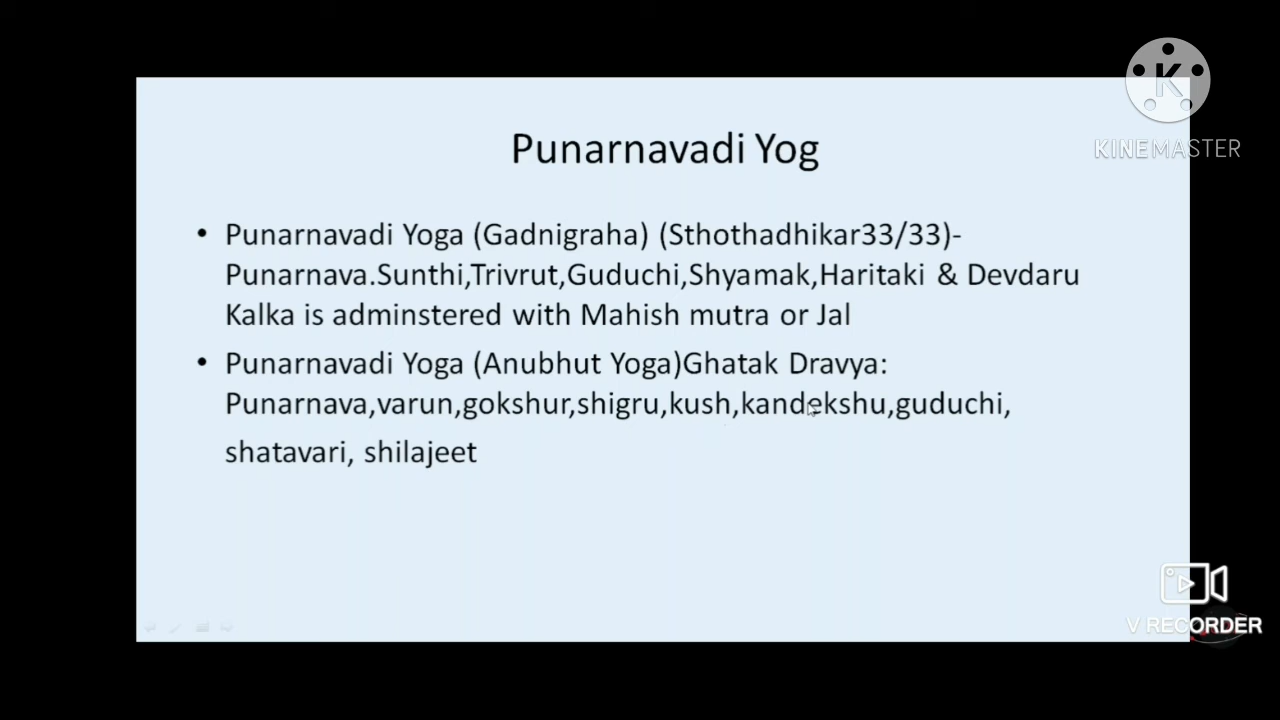 K
KINEMASTER
Punarnavadi Yog
• Punarnavadi Yoga (Gadnigraha) (Sthothadhikar33/33)-
Punarnava.Sunthi,Trivrut,Guduchi,Shyamak,Haritaki & Devdaru
Kalka is adminstered with Mahish mutra or Jal
• Punarnavadi Yoga (Anubhut Yoga)Ghatak Dravya:
Punarnava,varun,gokshur,shigru,kush,kandekshu,guduchi,
shatavari, shilajeet
V RECORDER